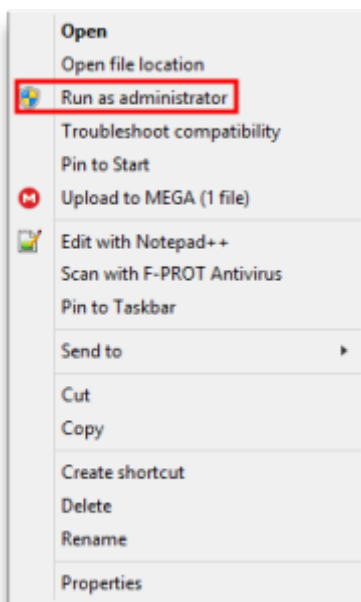 Open
Open file location
Run as administrator
Troubleshoot compatibility
Pin to Start
Upload to MEGA (1 file)
Edit with Notepad++
Scan with F-PROT Antivirus
Pin to Taskbar
Send to
Cut
Copy
Create shortcut
Delete
Rename
Properties